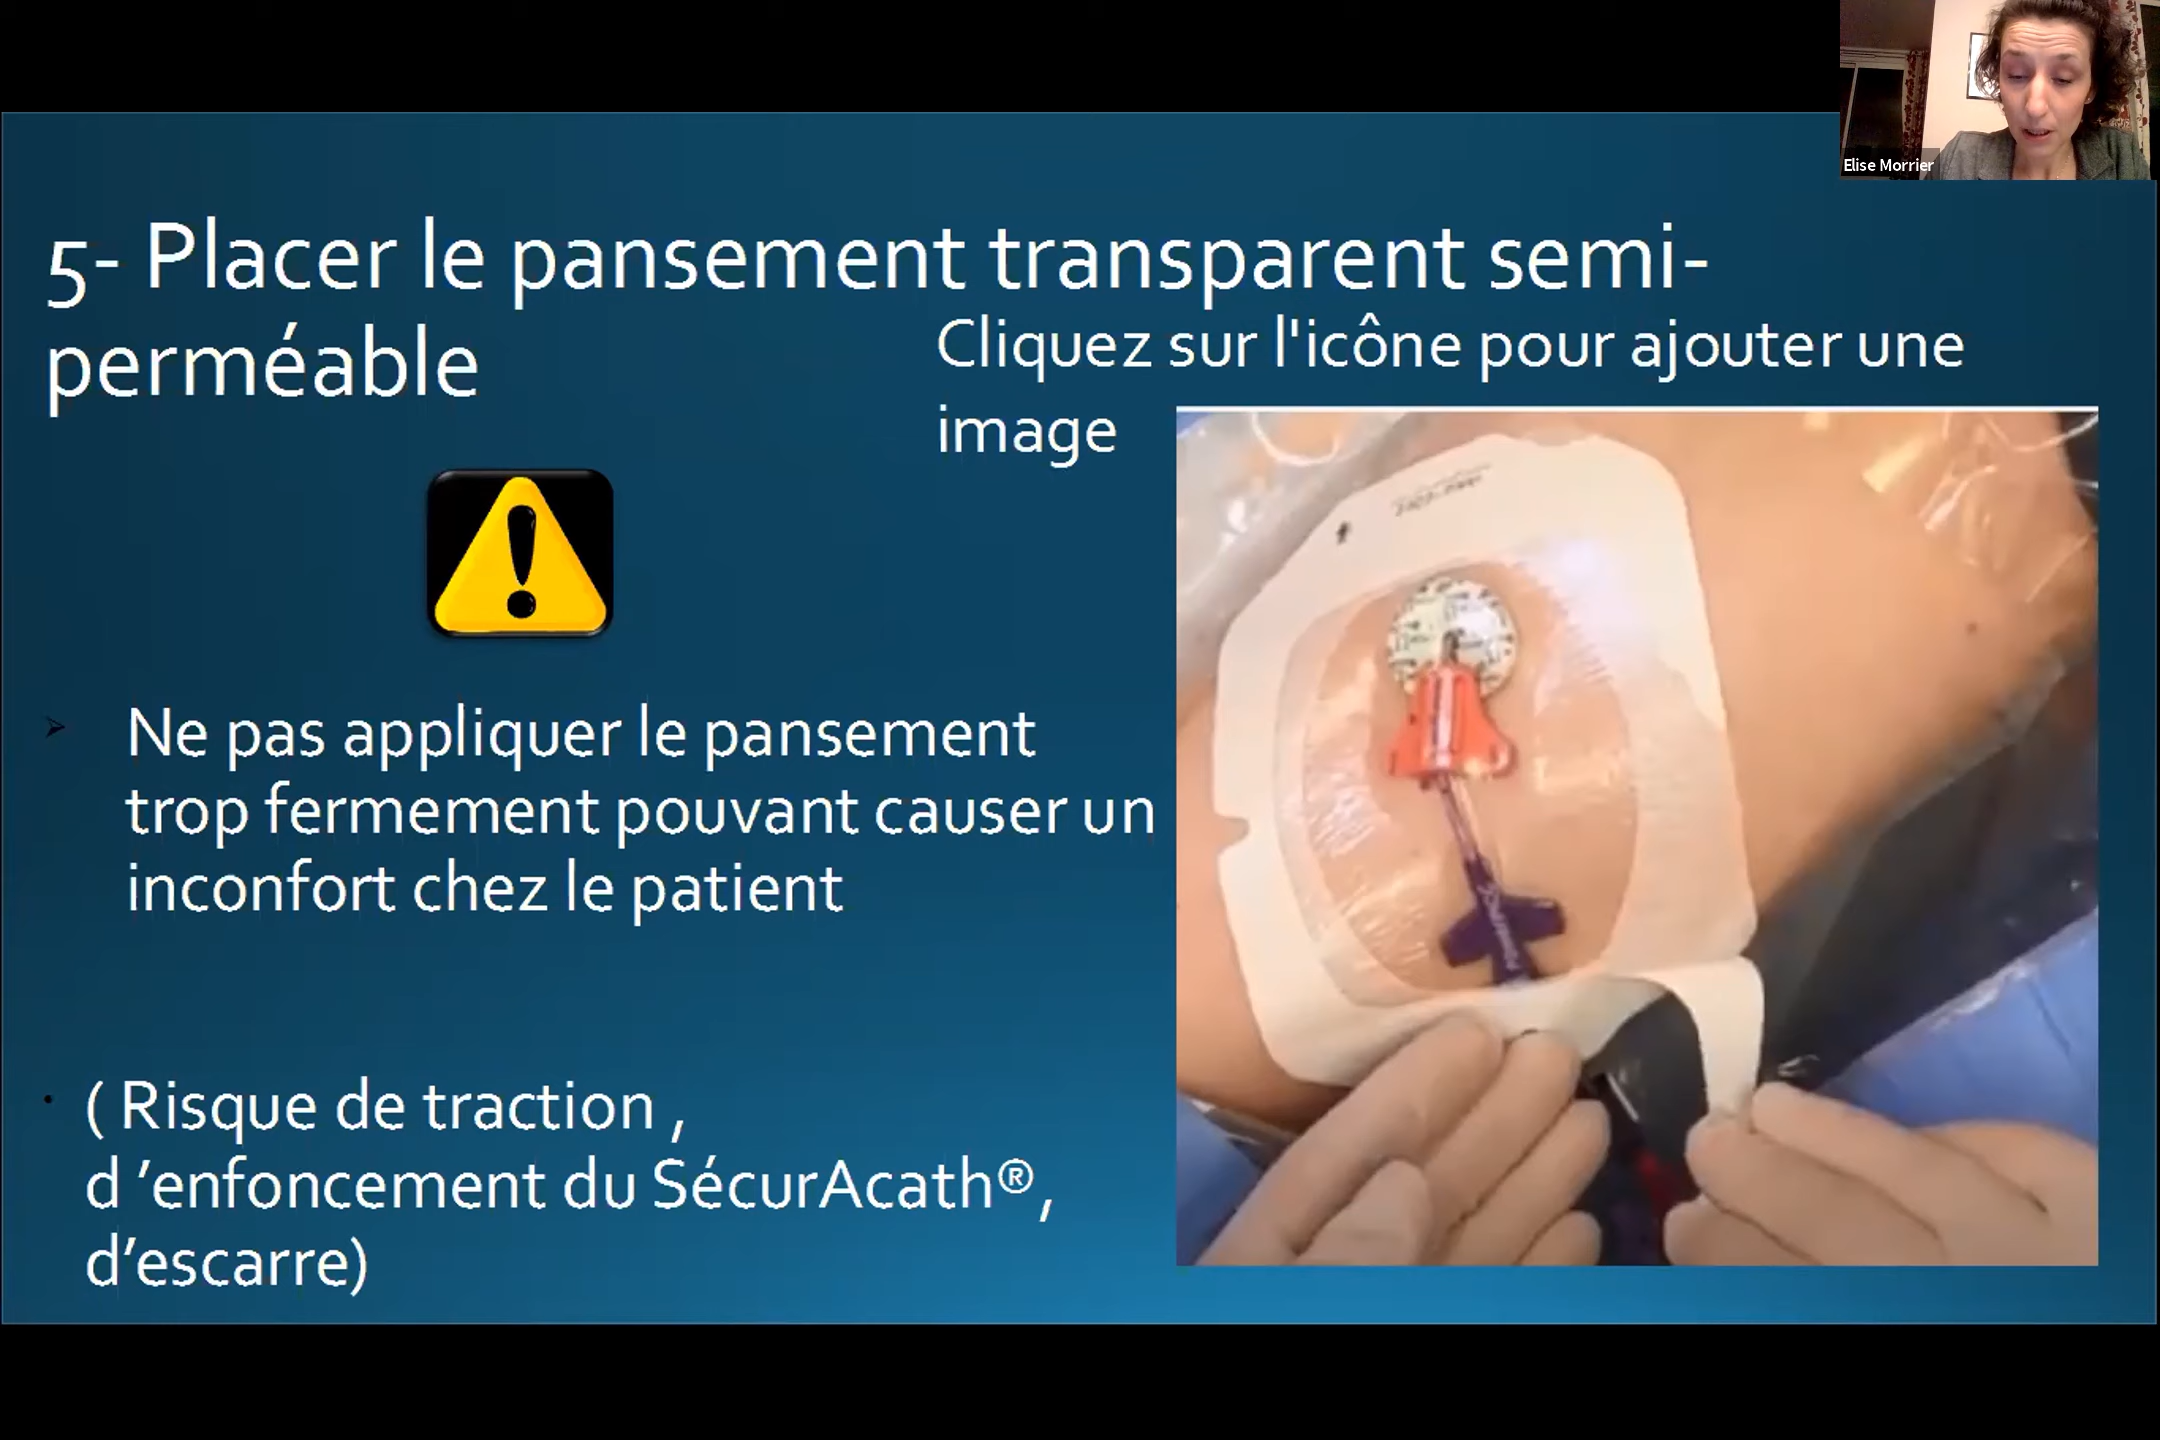 Elise Morrier
5- Placer le pansement transparent semi-
perméable
Cliquez sur l'icône pour ajouter une
image
Ne pas appliquer le pansement
trop fermement pouvant causer un
inconfort chez le patient
( Risque de traction ,
d ’enfoncement du SécurAcath®,
d’escarre)